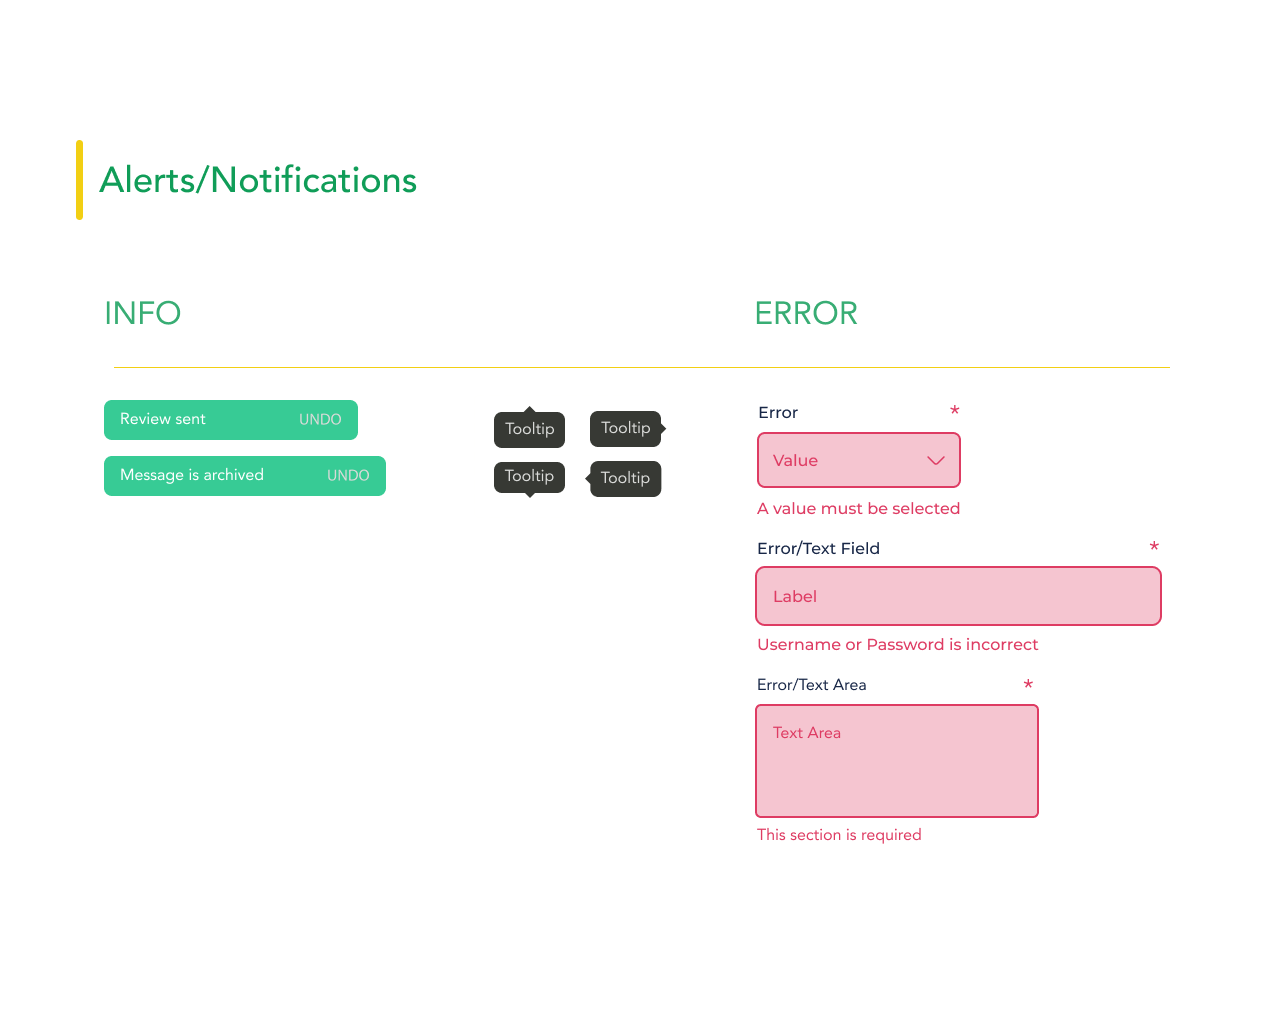 Alerts/Notifications
INFO
ERROR
Review sent UNDO
Message is archived UNDO
Tooltip Tooltip
Tooltip Tooltip
Error *
Value
A value must be selected
Error/Text Field *
Label
Username or Password is incorrect
Error/Text Area *
Text Area
This section is required